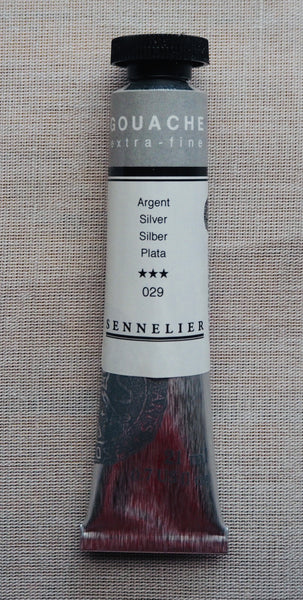 GOUACHE
extra-fine
Argent
Silver
Silber
Plata
★★★
029
SENNELIER